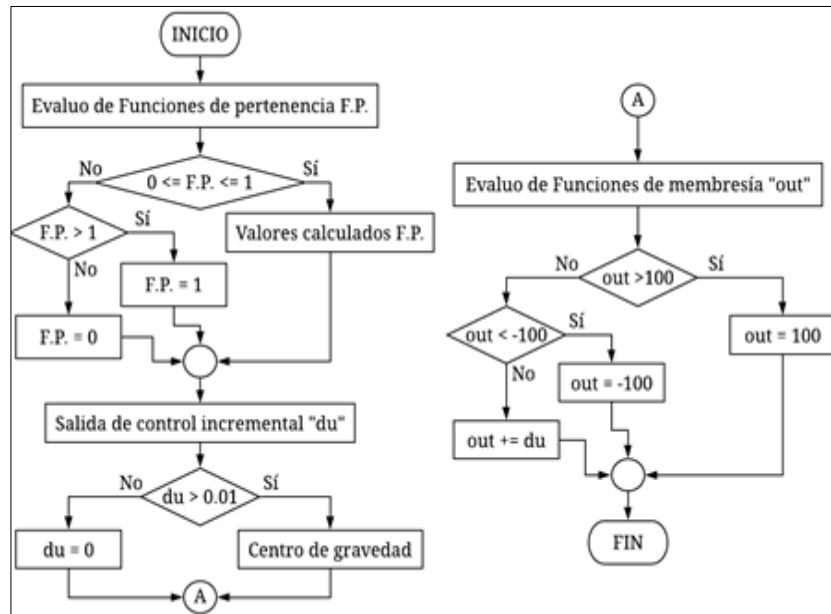 INICIO
Evaluo de Funciones de pertenencia F.P.
No
0 <= F.P. <= 1
Sí
F.P. > 1
Sí
Valores calculados F.P.
No
F.P. = 1
F.P. = 0
Salida de control incremental "du"
No
du > 0.01
Sí
du = 0
Centro de gravedad
A
A
Evaluo de Funciones de membresía "out"
No
out >100
Sí
out < -100
Sí
out = 100
No
out = -100
out += du
FIN